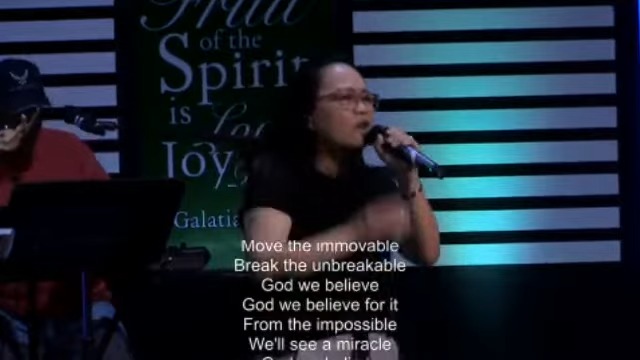 Fruit
of the
Spirit
is Lo
Joy
Galatia
Move the immovable
Break the unbreakable
God we believe
God we believe for it
From the impossible
We'll see a miracle